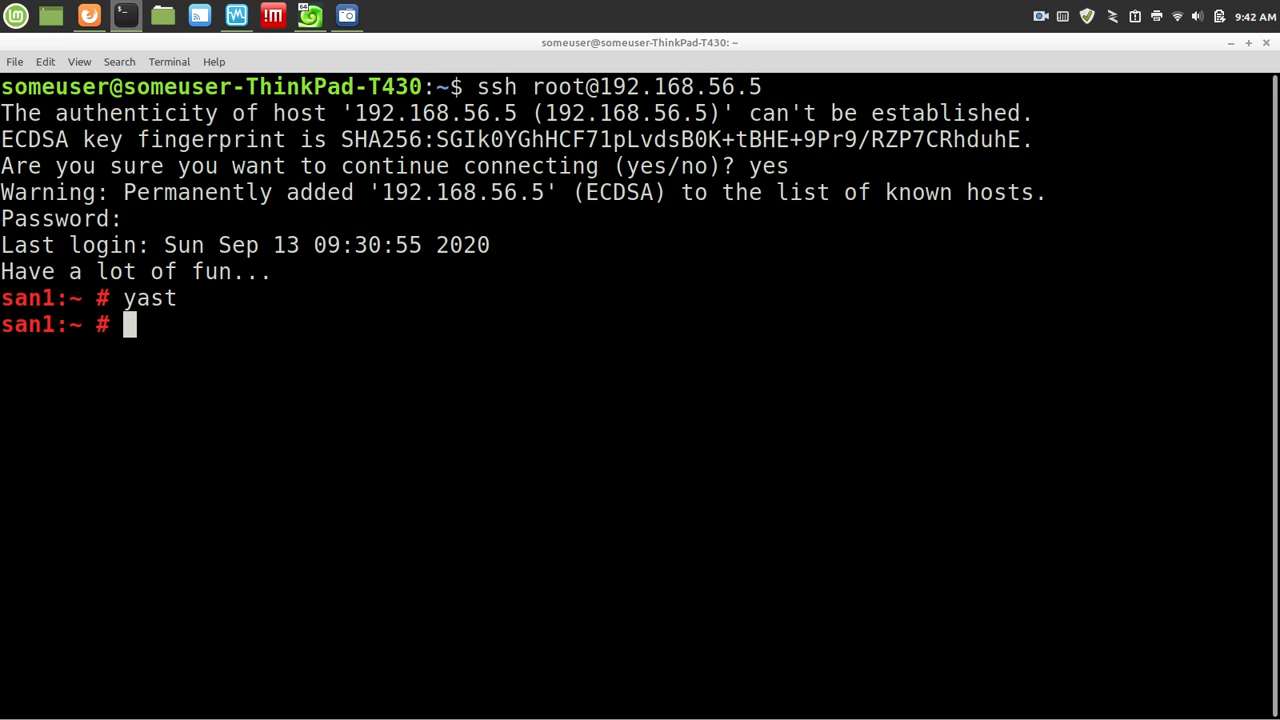 64
9:42 AM
someuser@someuser-ThinkPad-T430: ~
File Edit View Search Terminal Help
someuser@someuser-ThinkPad-T430:~$ ssh root@192.168.56.5
The authenticity of host '192.168.56.5 (192.168.56.5)' can't be established.
ECDSA key fingerprint is SHA256:SGIk0YGhHCF71pLvdsB0K+tBHE+9Pr9/RZP7CRhduhE.
Are you sure you want to continue connecting (yes/no)? yes
Warning: Permanently added '192.168.56.5' (ECDSA) to the list of known hosts.
Password:
Last login: Sun Sep 13 09:30:55 2020
Have a lot of fun...
san1:~ # yast
san1:~ #